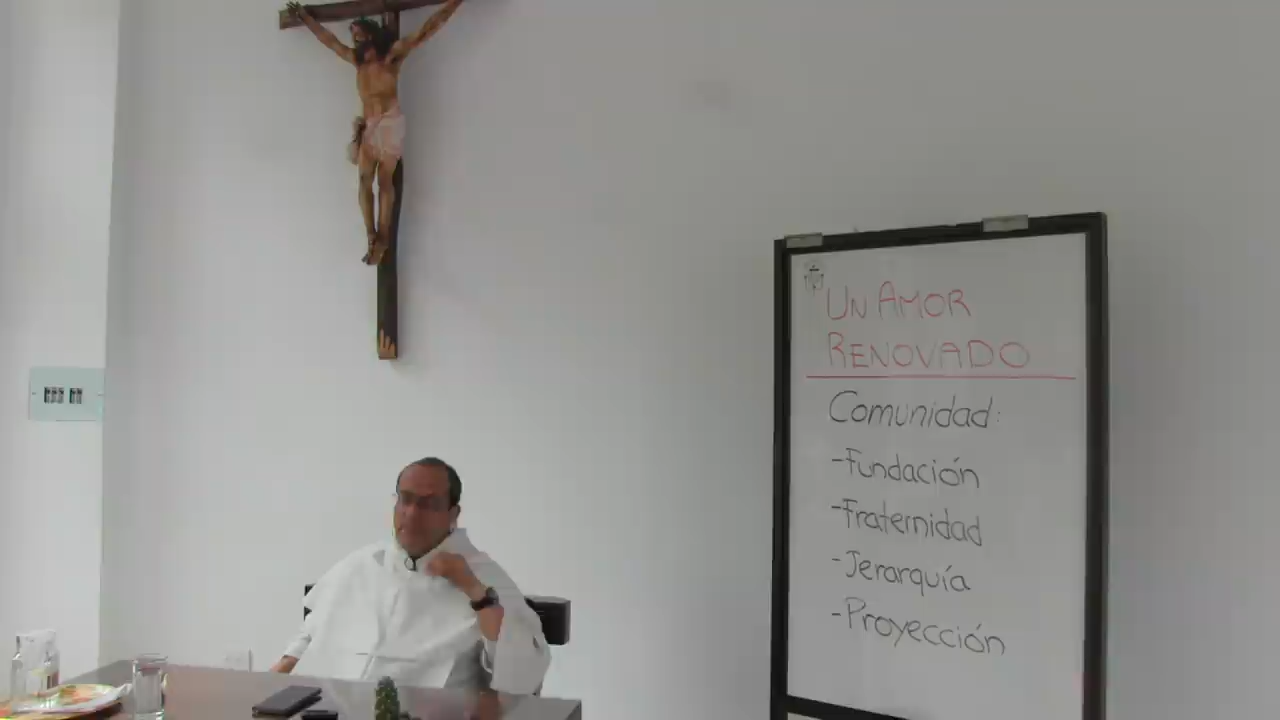 UN AMOR
RENOVADO
Comunidad:
-Fundación
-Fraternidad
-Jerarquía
-Proyección